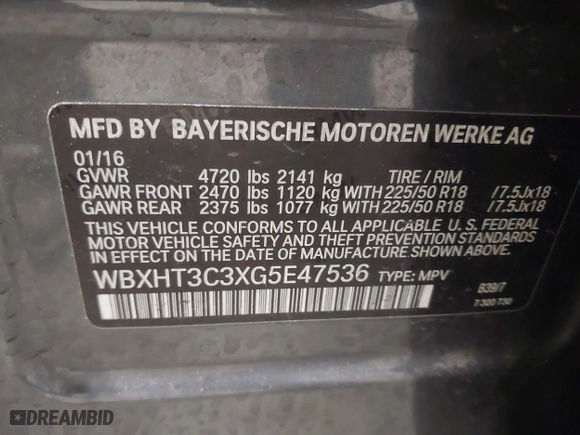 MFD BY BAYERISCHE MOTOREN WERKE AG
01/16
GVWR 4720 lbs 2141 kg TIRE / RIM
GAWR FRONT 2470 lbs 1120 kg WITH 225/50 R18 /7.5Jx18
GAWR REAR 2375 lbs 1077 kg WITH 225/50 R18 /7.5Jx18
THIS VEHICLE CONFORMS TO ALL APPLICABLE U. S. FEDERAL
MOTOR VEHICLE SAFETY AND THEFT PREVENTION STANDARDS
IN EFFECT ON THE DATE OF MANUFACTURE SHOWN ABOVE.
WBXHT3C3XG5E47536 TYPE: MPV
B39/7
7 320 730
DREAMBID